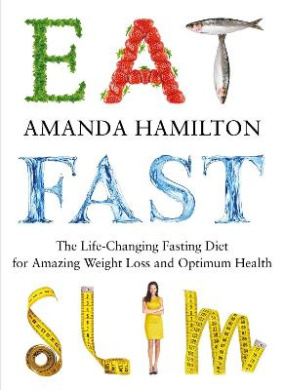 EAT
AMANDA HAMILTON
FAST
The Life-Changing Fasting Diet
for Amazing Weight Loss and Optimum Health
SLIM